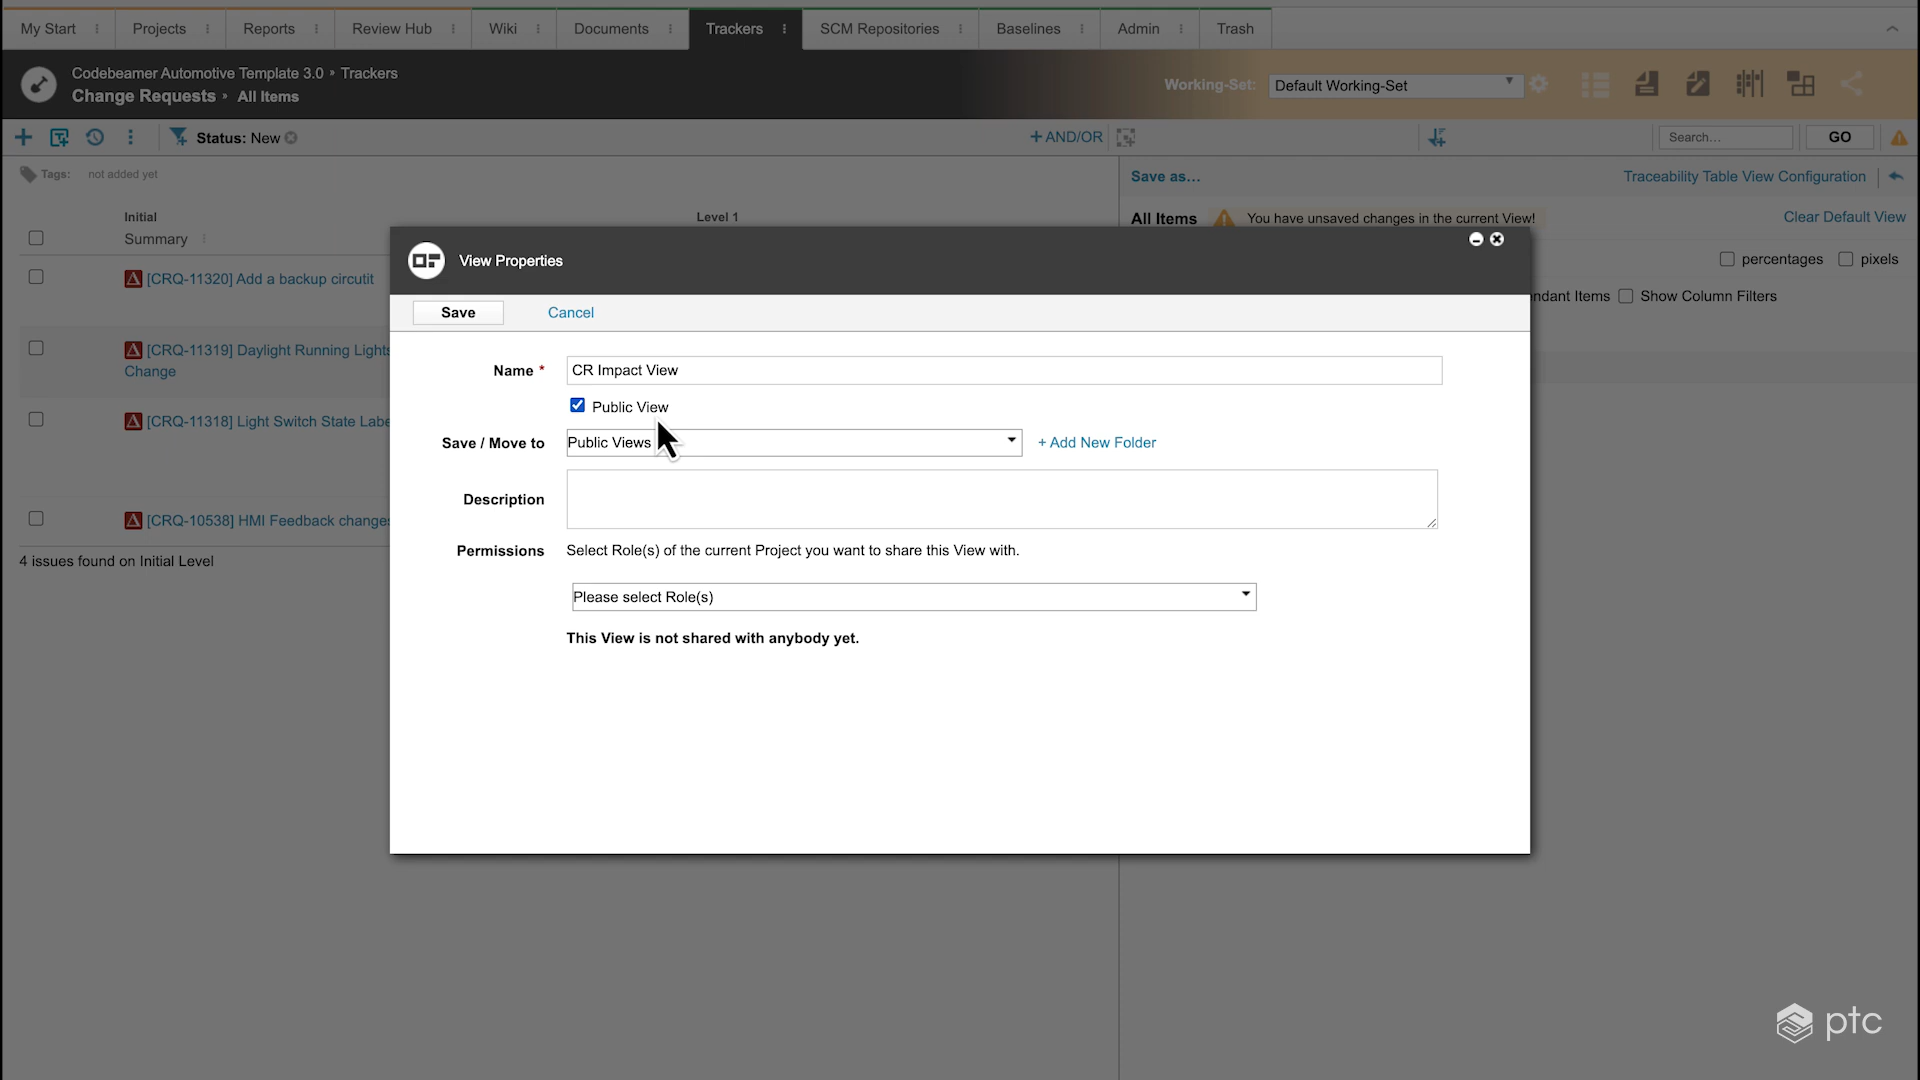 My Start Projects Reports Review Hub Wiki Documents Trackers SCM Repositories Baselines Admin Trash
Codebeamer Automotive Template 3.0 » Trackers
Change Requests » All Items
Working-Set: Default Working-Set
Status: New +AND/OR Search... GO
Tags: not added yet
Save as... Traceability Table View Configuration
Initial Level 1
All Items You have unsaved changes in the current View! Clear Default View
Summary
percentages pixels
[CRQ-11320] Add a backup circutit
ndant Items Show Column Filters
[CRQ-11319] Daylight Running Lights
Change
[CRQ-11318] Light Switch State Labe
[CRQ-10538] HMI Feedback changes
4 issues found on Initial Level
View Properties
Save Cancel
Name * CR Impact View
Public View
Save / Move to Public Views + Add New Folder
Description
Permissions Select Role(s) of the current Project you want to share this View with.
Please select Role(s)
This View is not shared with anybody yet.
ptc